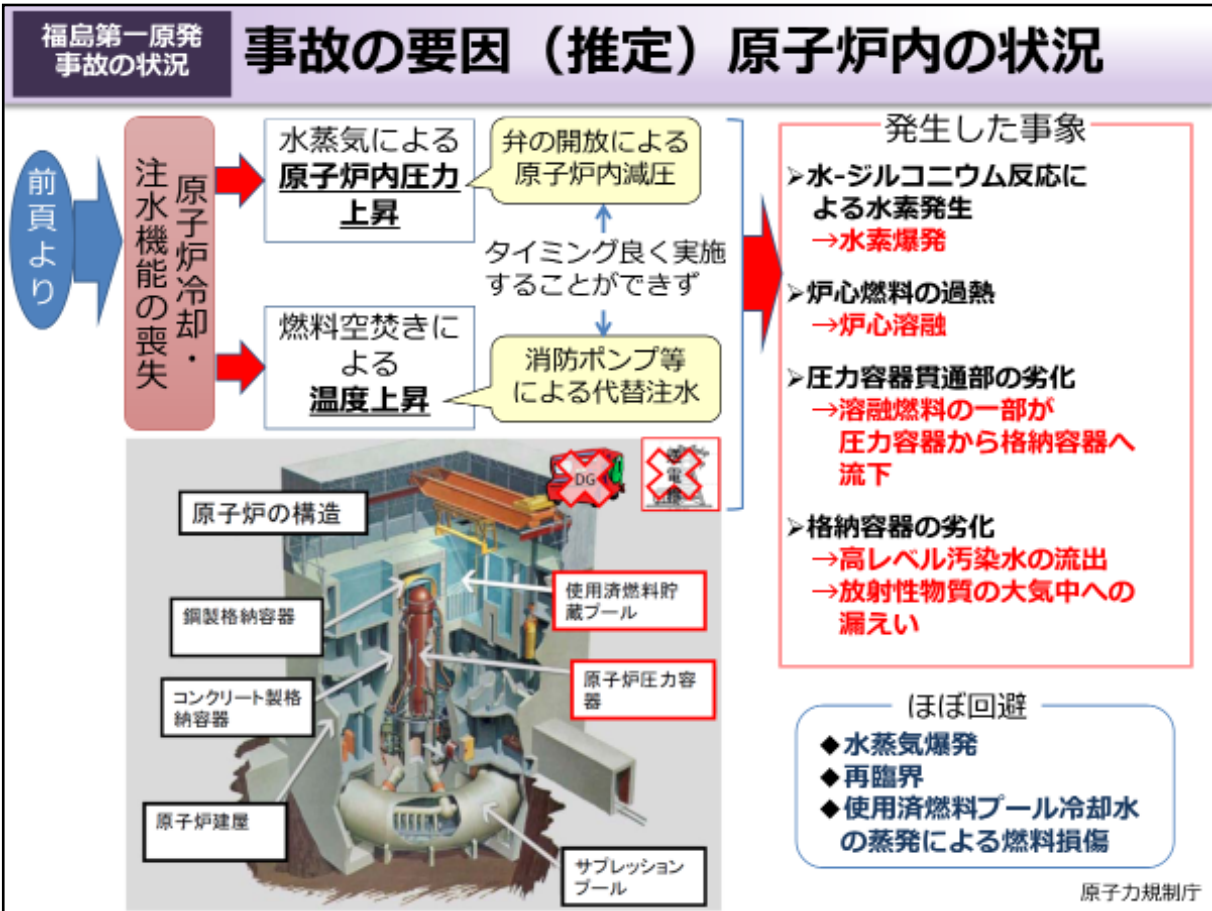 福島第一原発
事故の状況
事故の要因（推定）原子炉内の状況
前頁より
原子炉冷却・
注水機能の喪失
水蒸気による
原子炉内圧力
上昇
弁の開放による
原子炉内減圧
タイミング良く実施
することができず
燃料空焚きに
よる
温度上昇
消防ポンプ等
による代替注水
発生した事象
➢水-ジルコニウム反応に
よる水素発生
→水素爆発
➢炉心燃料の過熱
→炉心溶融
➢圧力容器貫通部の劣化
→溶融燃料の一部が
圧力容器から格納容器へ
流下
➢格納容器の劣化
→高レベル汚染水の流出
→放射性物質の大気中への
漏えい
ほぼ回避
◆水蒸気爆発
◆再臨界
◆使用済燃料プール冷却水
の蒸発による燃料損傷
原子炉の構造
DG
鋼製格納容器
コンクリート製格
納容器
原子炉建屋
使用済燃料貯
蔵プール
原子炉圧力容
器
サプレッション
プール
原子力規制庁